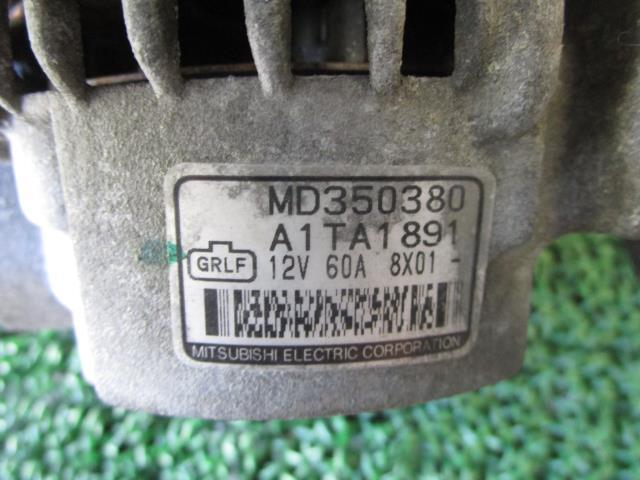 MD350380
A1TA1891
GRLF 12V 60A 8X01 -
MITSUBISHI ELECTRIC CORPORATION